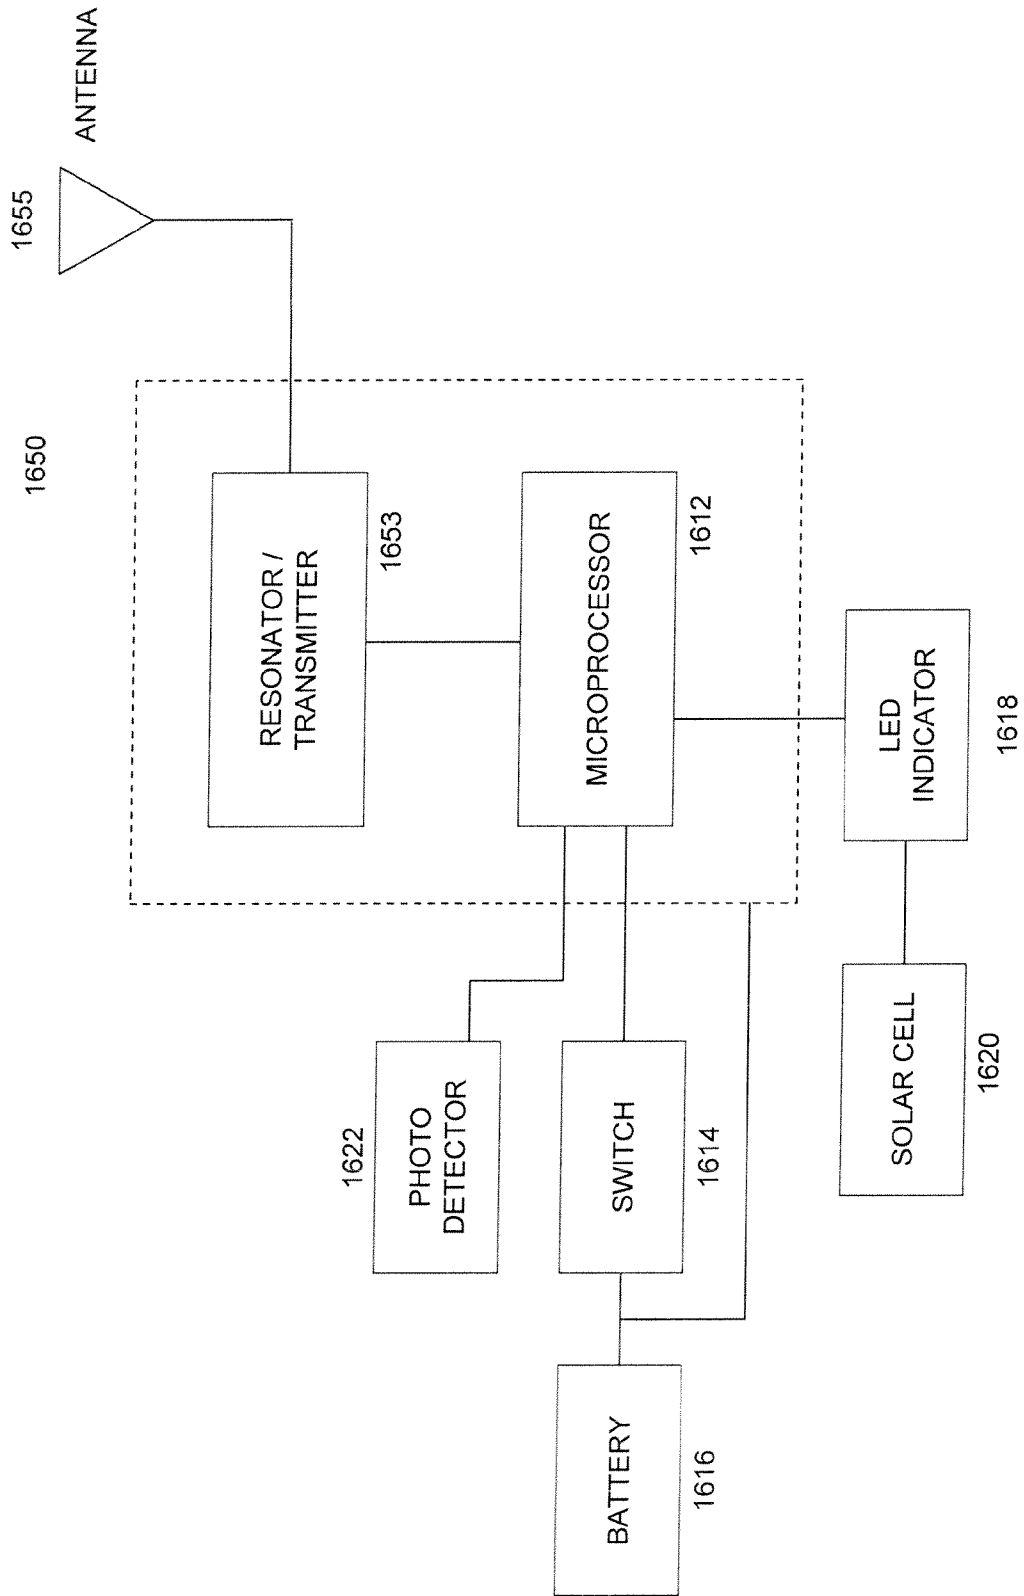 1655
ANTENNA
1650
RESONATOR /
TRANSMITTER
1653
1622
PHOTO
DETECTOR
MICROPROCESSOR
1612
BATTERY
1616
SWITCH
1614
LED
INDICATOR
1618
SOLAR CELL
1620